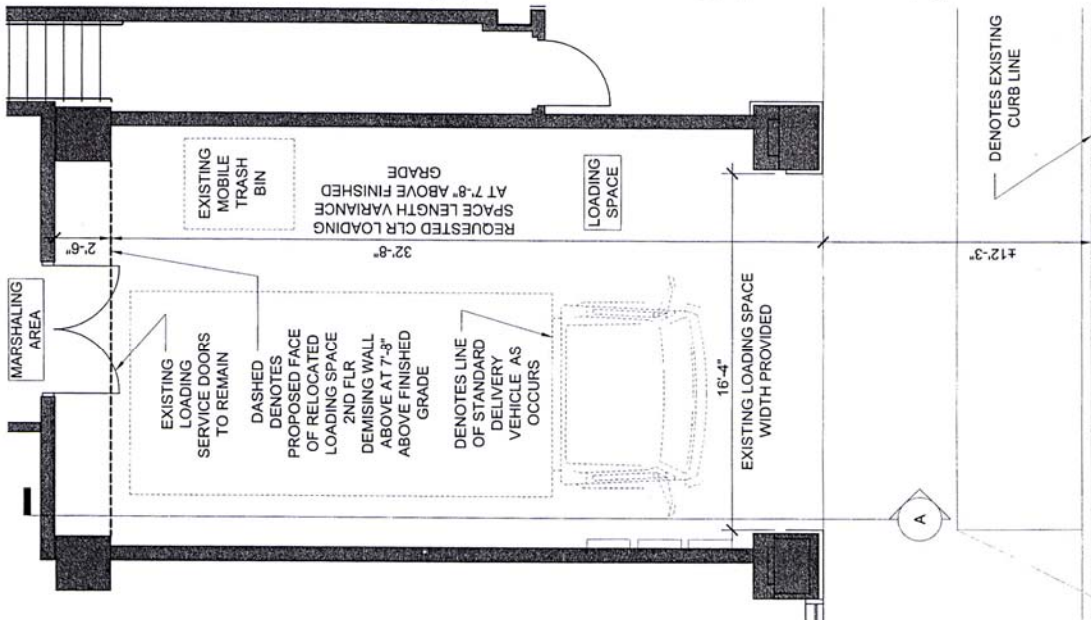 MARSHALING
AREA
2'-6"
EXISTING
LOADING
SERVICE DOORS
TO REMAIN
DASHED
DENOTES
PROPOSED FACE
OF RELOCATED
LOADING SPACE
2ND FLR
DEMISING WALL
ABOVE AT 7'-8"
ABOVE FINISHED
GRADE
DENOTES LINE
OF STANDARD
DELIVERY
VEHICLE AS
OCCURS
EXISTING
MOBILE
TRASH
BIN
REQUESTED CLR LOADING
SPACE LENGTH VARIANCE
AT 7'-8" ABOVE FINISHED
GRADE
32'-8"
LOADING
SPACE
16'-4"
EXISTING LOADING SPACE
WIDTH PROVIDED
A
±12'-3"
DENOTES EXISTING
CURB LINE